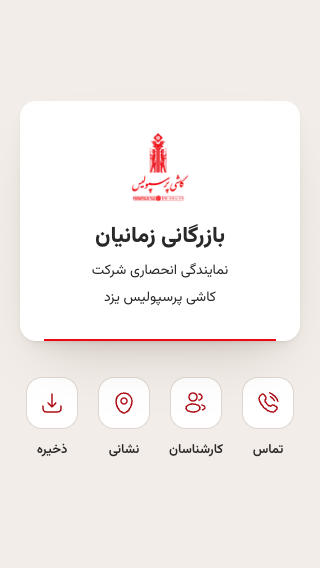 کاشی پرسپولیس
بازرگانی زمانیان
نمایندگی انحصاری شرکت
کاشی پرسپولیس یزد
تماس
کارشناسان
نشانی
ذخیره